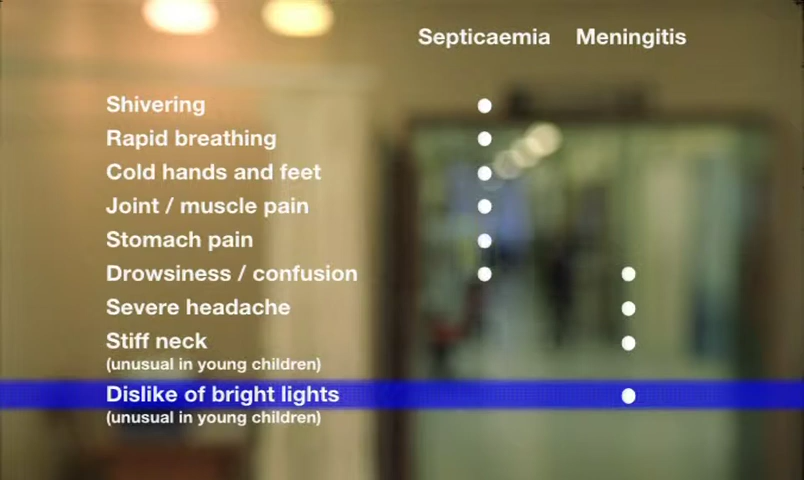 Septicaemia Meningitis
Shivering
Rapid breathing
Cold hands and feet
Joint / muscle pain
Stomach pain
Drowsiness / confusion
Severe headache
Stiff neck
(unusual in young children)
Dislike of bright lights
(unusual in young children)